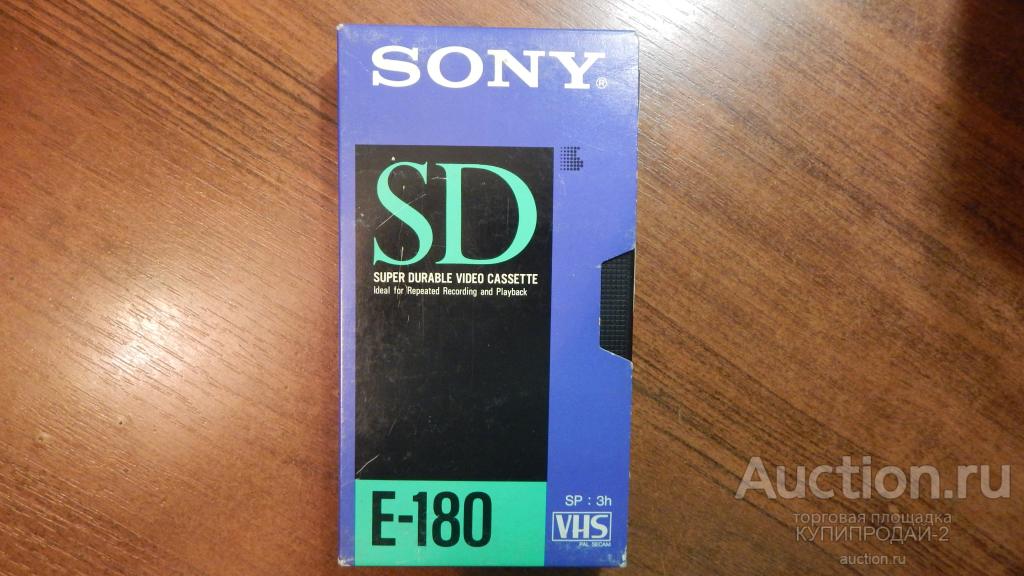 SONY®
SD
SUPER DURABLE VIDEO CASSETTE
Ideal for Repeated Recording and Playback
E-180
SP : 3h
VHS
PAL SECAM
Auction.ru
торговая площадка
КУПИПРОДАЙ-2
auction.ru